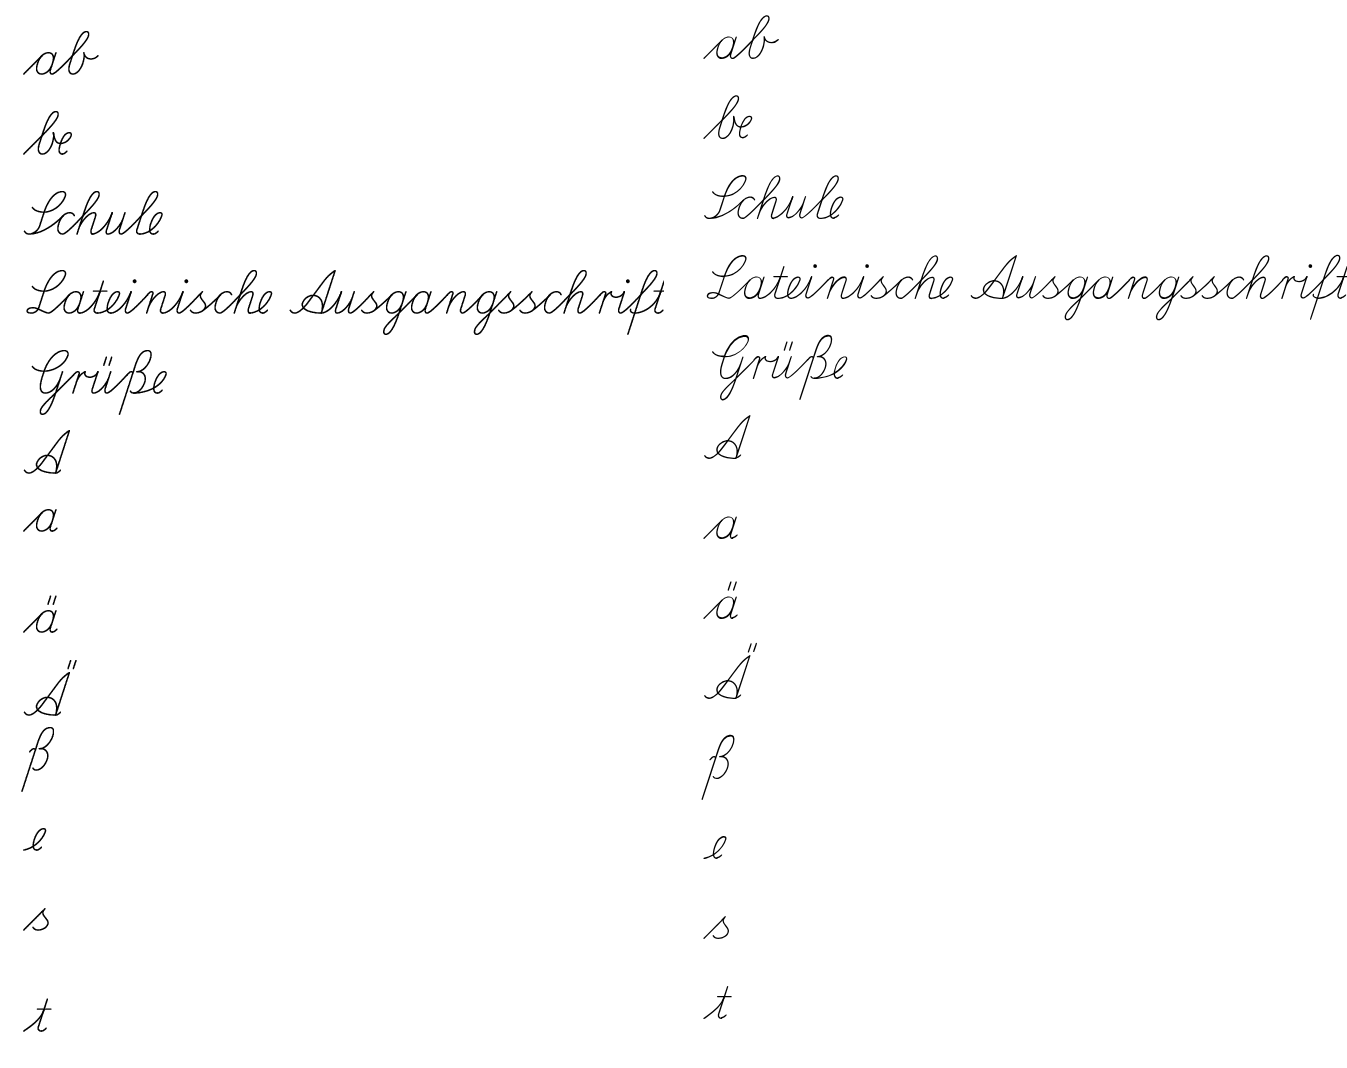 ab ab
be be
Schule Schule
Lateinische Ausgangsschrift Lateinische Ausgangsschrift
Grüße Grüße
A A
a a
ä ä
Ä Ä
ß ß
e e
s s
t t